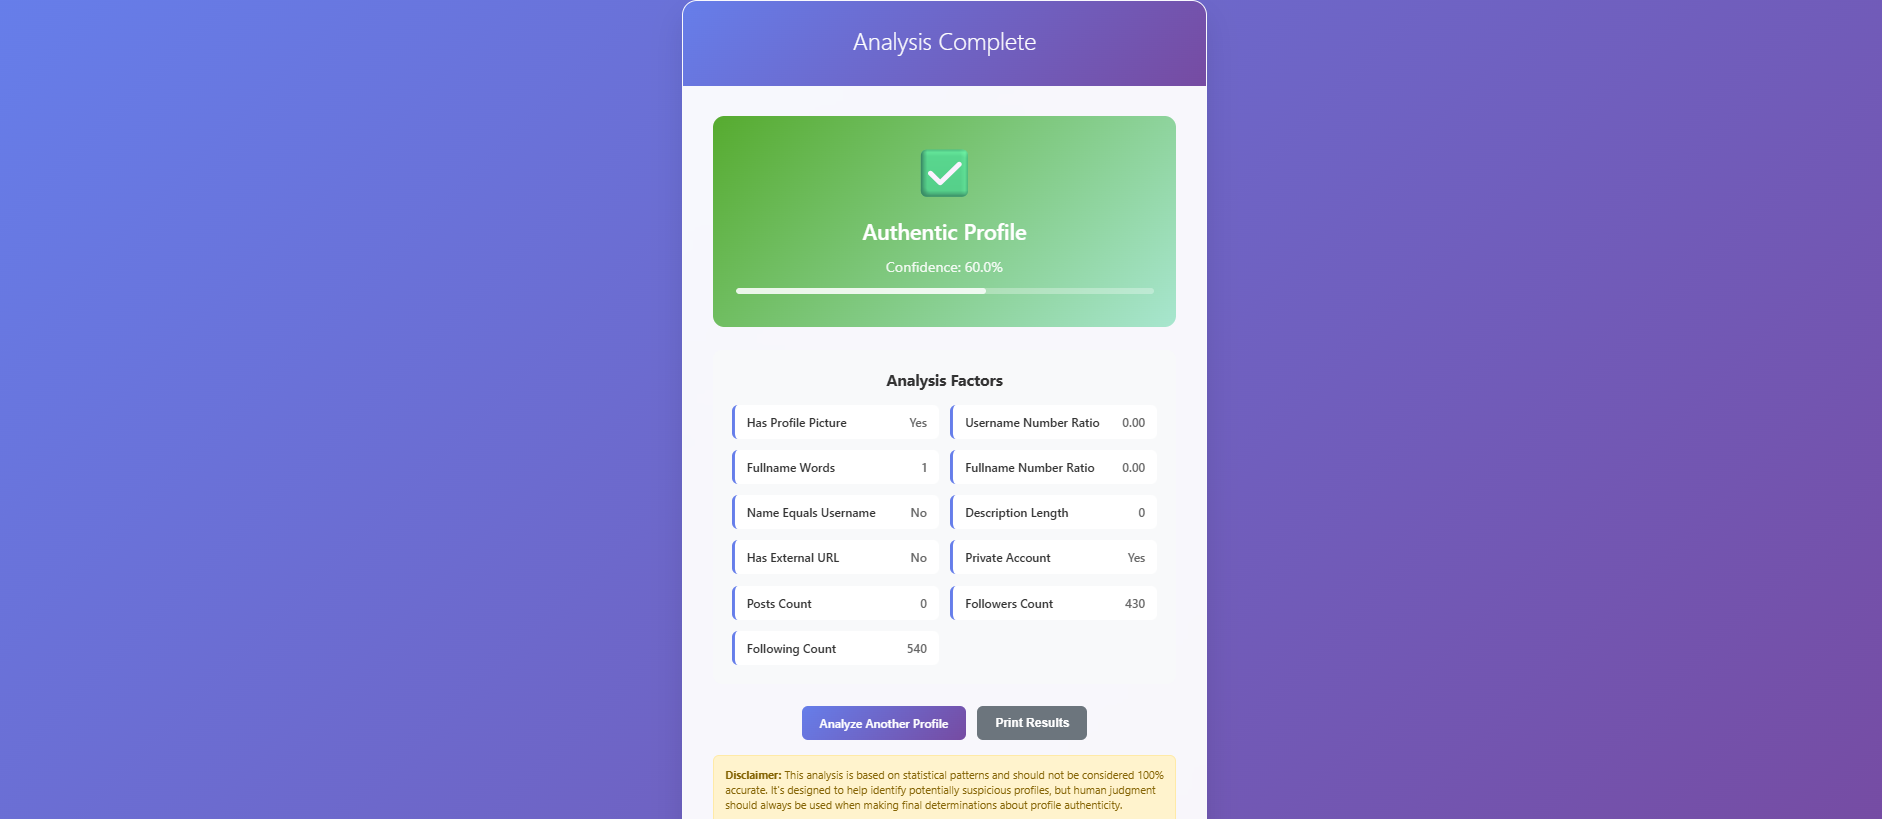 Analysis Complete
Authentic Profile
Confidence: 60.0%
Analysis Factors
Has Profile Picture Yes
Username Number Ratio 0.00
Fullname Words 1
Fullname Number Ratio 0.00
Name Equals Username No
Description Length 0
Has External URL No
Private Account Yes
Posts Count 0
Followers Count 430
Following Count 540
Analyze Another Profile
Print Results
Disclaimer: This analysis is based on statistical patterns and should not be considered 100%
accurate. It's designed to help identify potentially suspicious profiles, but human judgment
should always be used when making final determinations about profile authenticity.